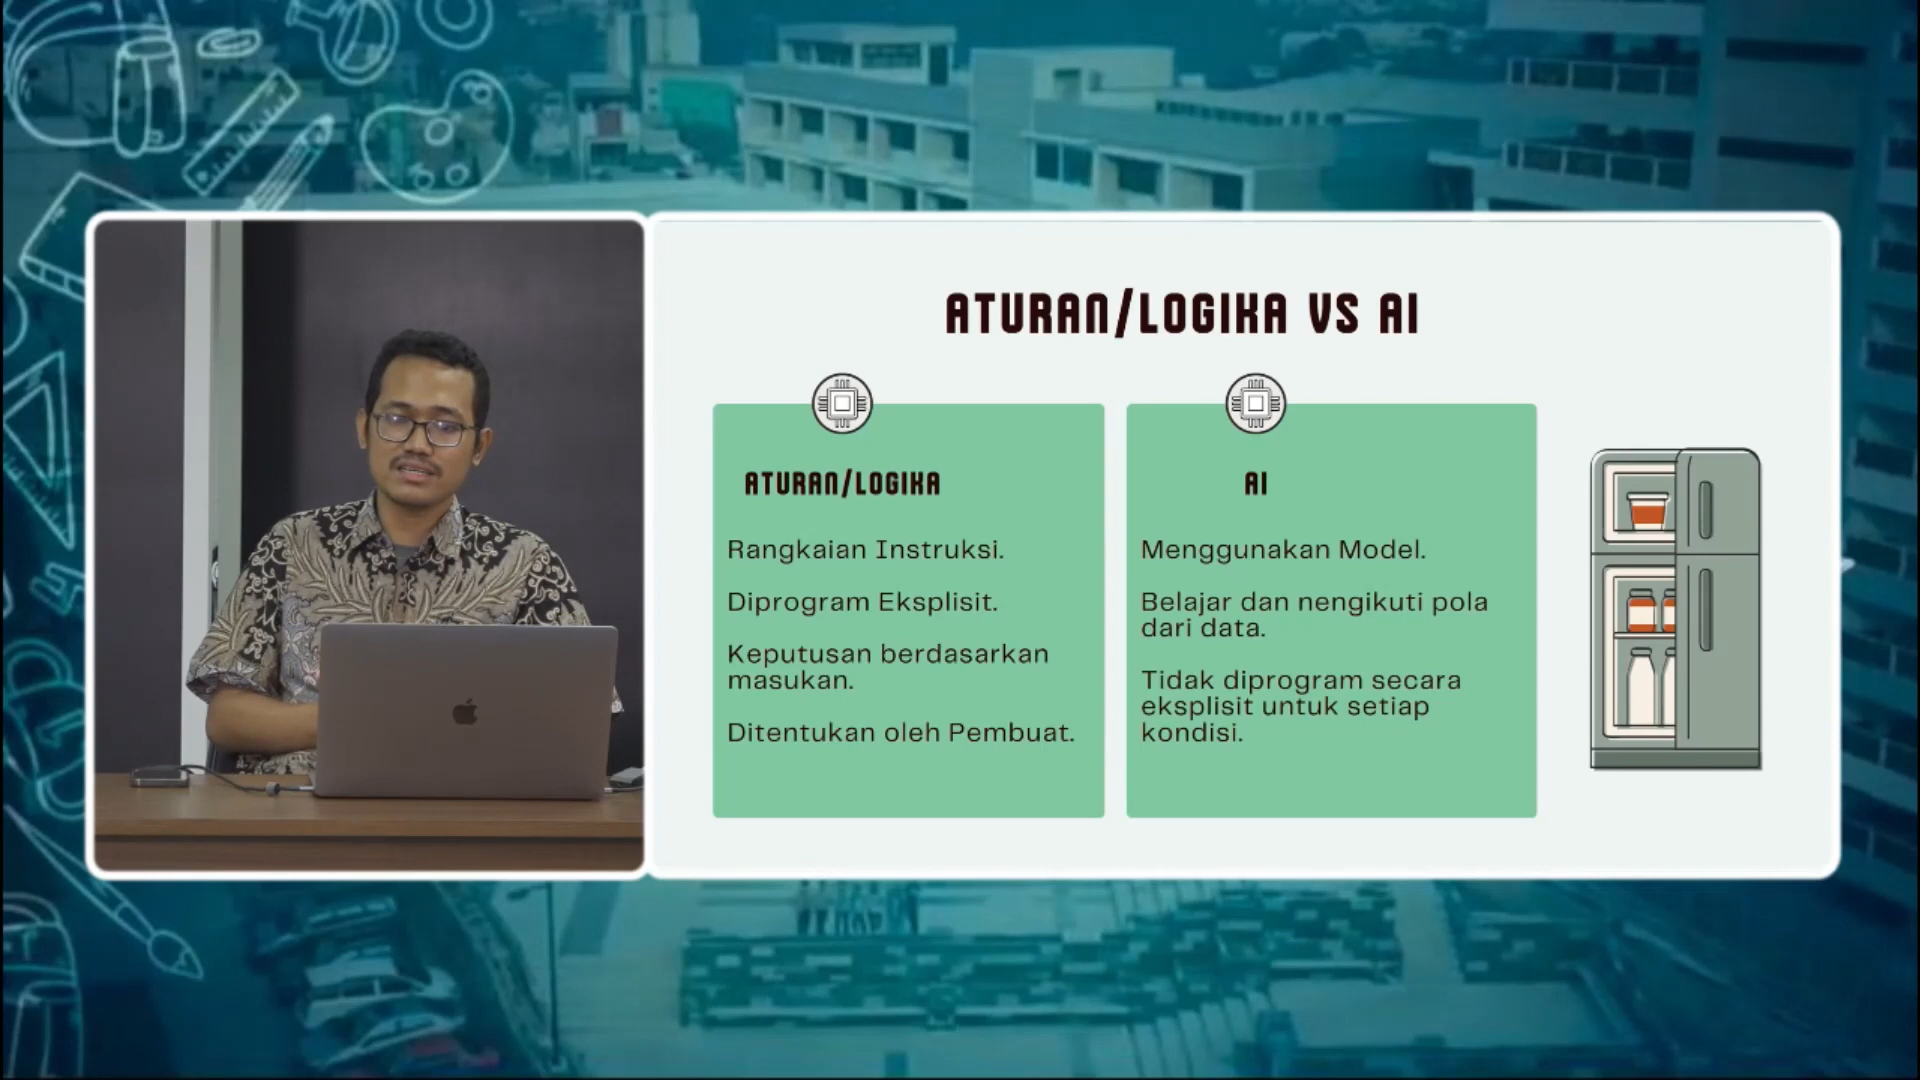 ATURAN/LOGIKA VS AI
ATURAN/LOGIKA
Rangkaian Instruksi.
Diprogram Eksplisit.
Keputusan berdasarkan
masukan.
Ditentukan oleh Pembuat.
AI
Menggunakan Model.
Belajar dan nengikuti pola
dari data.
Tidak diprogram secara
eksplisit untuk setiap
kondisi.